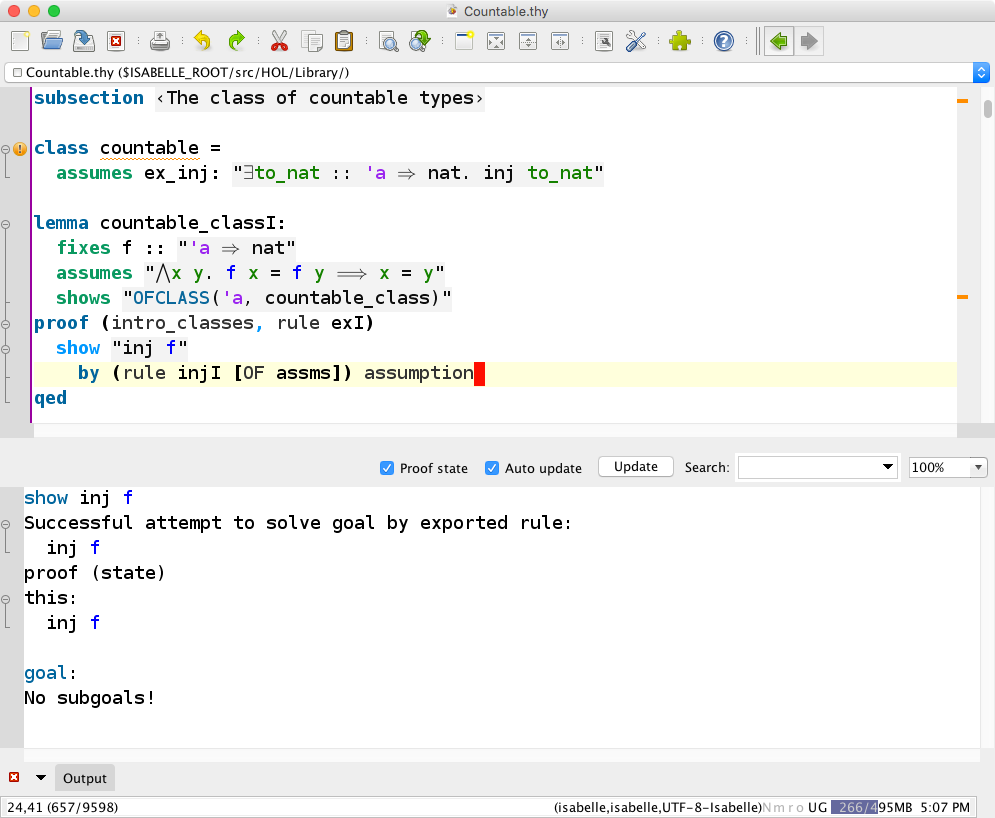 Countable.thy
Countable.thy ($ISABELLE_ROOT/src/HOL/Library/)
subsection ‹The class of countable types›
class countable =
assumes ex_inj: "∃to_nat :: 'a ⇒ nat. inj to_nat"
lemma countable_classI:
fixes f :: "'a ⇒ nat"
assumes "⋀x y. f x = f y ⟹ x = y"
shows "OFCLASS('a, countable_class)"
proof (intro_classes, rule exI)
show "inj f"
by (rule injI [OF assms]) assumption
qed
Proof state Auto update Update Search: 100%
show inj f
Successful attempt to solve goal by exported rule:
inj f
proof (state)
this:
inj f
goal:
No subgoals!
Output
24,41 (657/9598) (isabelle,isabelle,UTF-8-Isabelle)N m r o UG 266/495MB 5:07 PM